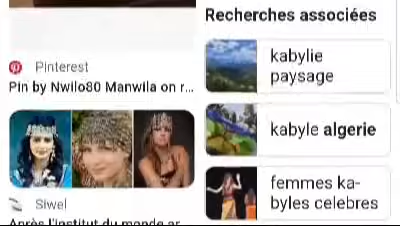 Pinterest
Pin by Nwilo80 Manwila on r...
Siwel
Après l'institut du monde ar
Recherches associées
kabylie
paysage
kabyle algerie
femmes ka-
byles celebres